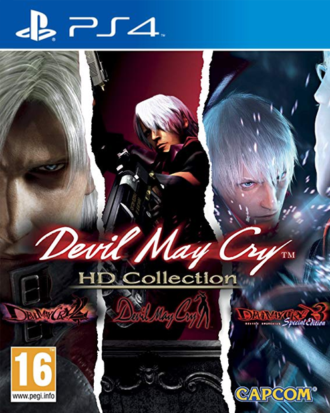 PS4
Devil May Cry™
HD Collection
Devil May Cry 2
Devil May Cry
Devil May Cry 3
Special Edition
16
www.pegi.info
CAPCOM